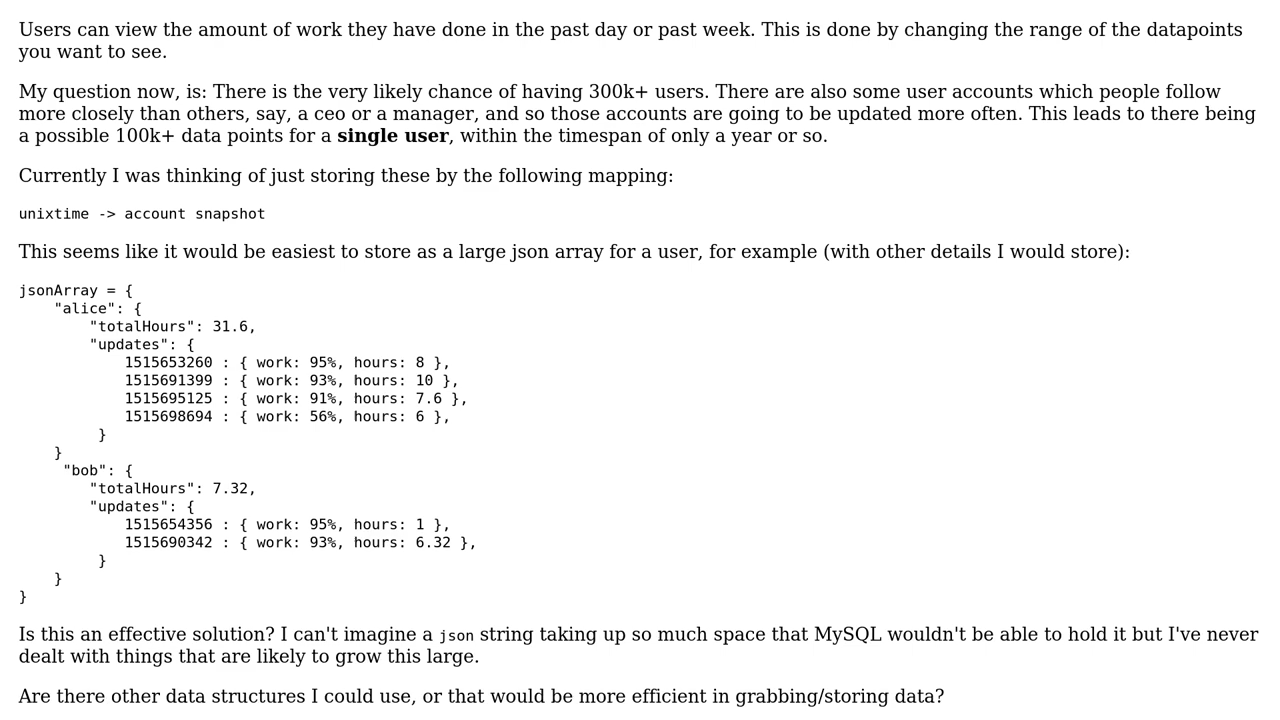 Users can view the amount of work they have done in the past day or past week. This is done by changing the range of the datapoints
you want to see.
My question now, is: There is the very likely chance of having 300k+ users. There are also some user accounts which people follow
more closely than others, say, a ceo or a manager, and so those accounts are going to be updated more often. This leads to there being
a possible 100k+ data points for a single user, within the timespan of only a year or so.
Currently I was thinking of just storing these by the following mapping:
unixtime -> account snapshot
This seems like it would be easiest to store as a large json array for a user, for example (with other details I would store):
jsonArray = {
    "alice": {
        "totalHours": 31.6,
        "updates": {
            1515653260 : { work: 95%, hours: 8 },
            1515691399 : { work: 93%, hours: 10 },
            1515695125 : { work: 91%, hours: 7.6 },
            1515698694 : { work: 56%, hours: 6 },
         }
    }
     "bob": {
        "totalHours": 7.32,
        "updates": {
            1515654356 : { work: 95%, hours: 1 },
            1515690342 : { work: 93%, hours: 6.32 },
         }
    }
}
Is this an effective solution? I can't imagine a json string taking up so much space that MySQL wouldn't be able to hold it but I've never
dealt with things that are likely to grow this large.
Are there other data structures I could use, or that would be more efficient in grabbing/storing data?